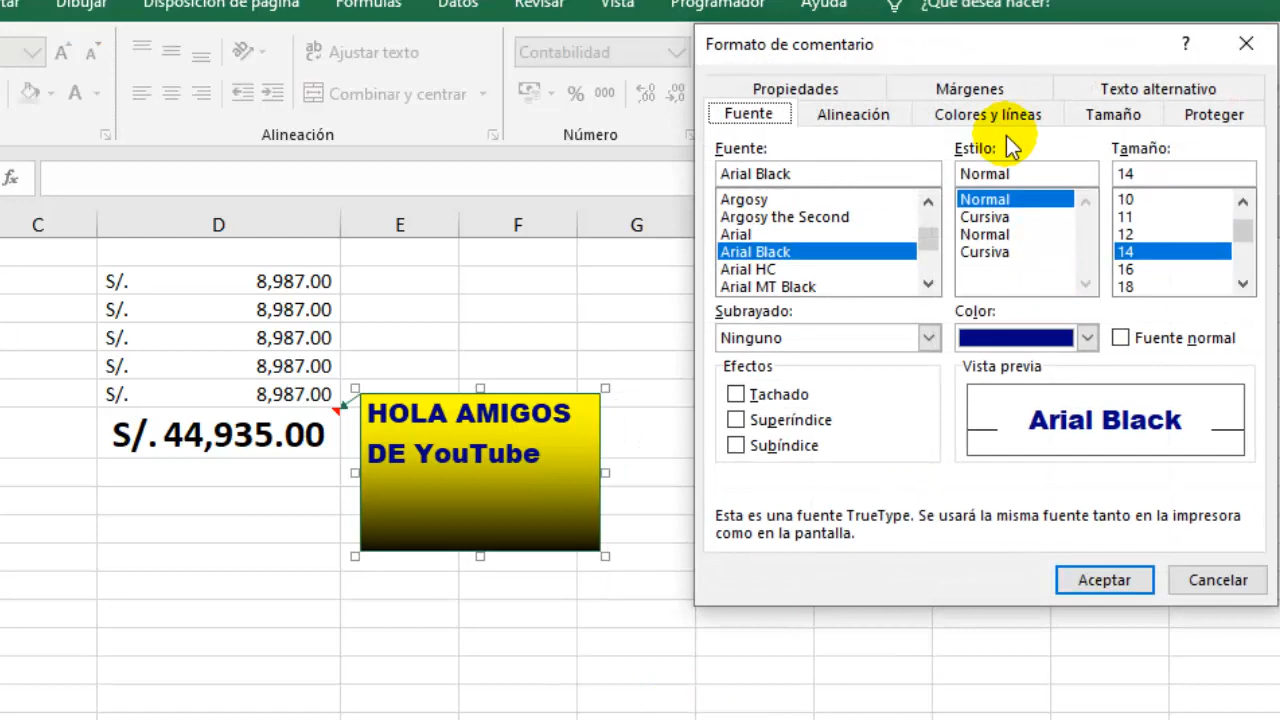 Dibujar Disposición de página Fórmulas Datos Revisar Vista Programador Ayuda ¿Qué desea hacer?
Ajustar texto
Contabilidad
Combinar y centrar
% 000
Alineación
Número
fx
C D E F G
S/. 8,987.00
S/. 8,987.00
S/. 8,987.00
S/. 8,987.00
S/. 8,987.00
S/. 44,935.00
HOLA AMIGOS
DE YouTube
Formato de comentario
Propiedades Márgenes Texto alternativo
Fuente Alineación Colores y líneas Tamaño Proteger
Fuente: Estilo: Tamaño:
Arial Black Normal 14
Argosy Normal 10
Argosy the Second Cursiva 11
Arial Normal 12
Arial Black Cursiva 14
Arial HC 16
Arial MT Black 18
Subrayado: Color:
Ninguno Fuente normal
Efectos Vista previa
Tachado
Superíndice
Subíndice
Arial Black
Esta es una fuente TrueType. Se usará la misma fuente tanto en la impresora
como en la pantalla.
Aceptar Cancelar